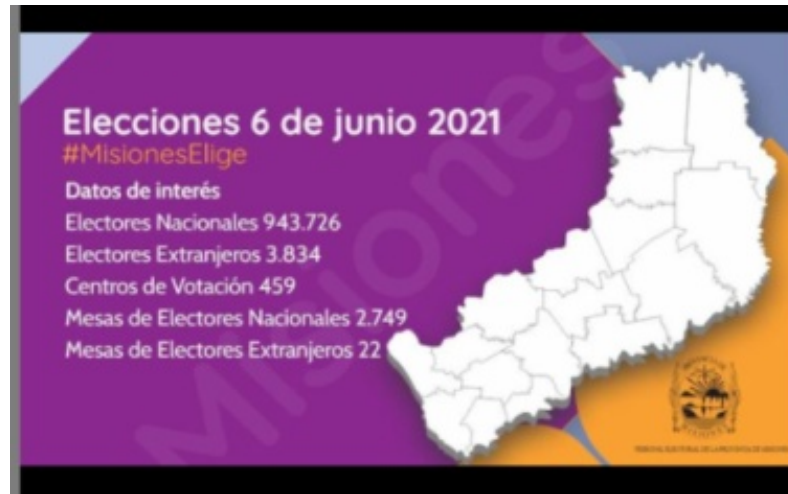 Elecciones 6 de junio 2021
#MisionesElige
Datos de interés
Electores Nacionales 943.726
Electores Extranjeros 3.834
Centros de Votación 459
Mesas de Electores Nacionales 2.749
Mesas de Electores Extranjeros 22
Misiones